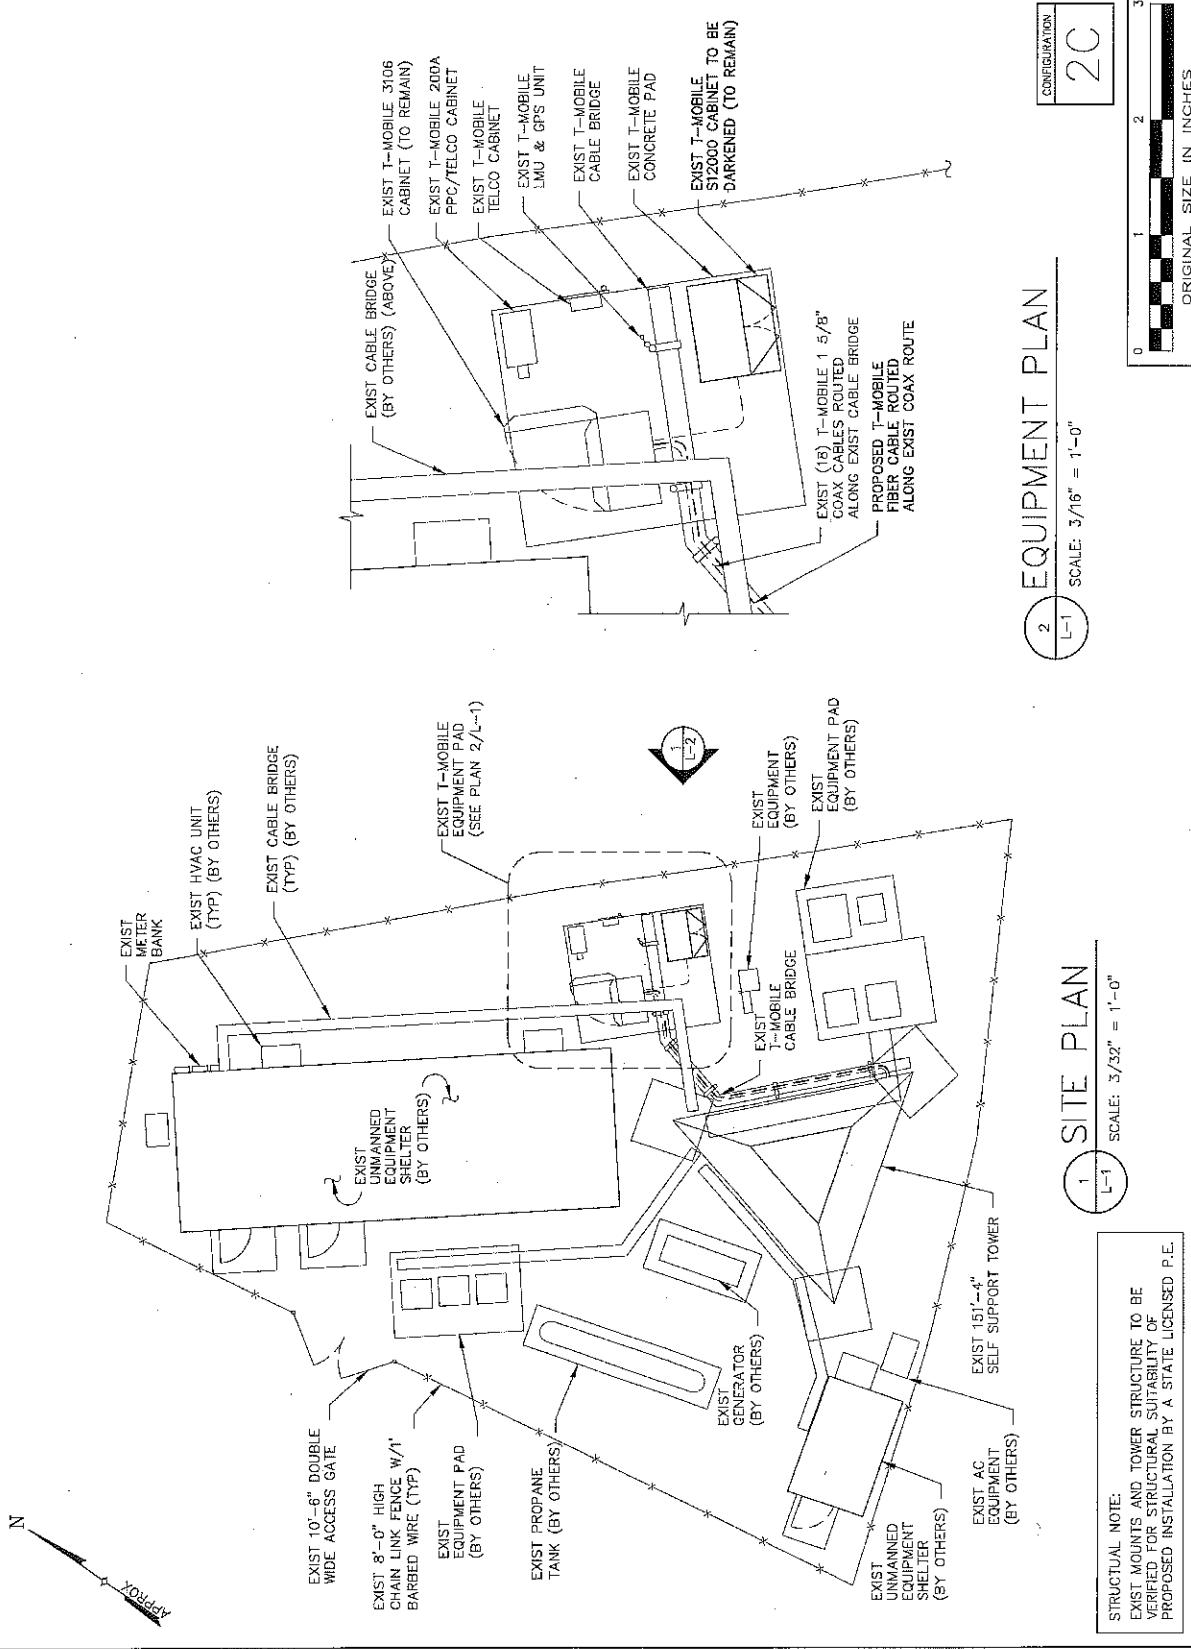 N
APPROX
EXIST
METER
BANK
EXIST HVAC UNIT
(TYP) (BY OTHERS)
EXIST CABLE BRIDGE
(TYP) (BY OTHERS)
EXIST T-MOBILE
EQUIPMENT PAD
(SEE PLAN 2/L-1)
1
L-2
EXIST
EQUIPMENT
(BY OTHERS)
EXIST
EQUIPMENT PAD
(BY OTHERS)
EXIST
UNMANNED
EQUIPMENT
SHELTER
(BY OTHERS)
EXIST
T-MOBILE
CABLE BRIDGE
EXIST 10'-6" DOUBLE
WIDE ACCESS GATE
EXIST 8'-0" HIGH
CHAIN LINK FENCE W/1'
BARBED WIRE (TYP)
EXIST
EQUIPMENT PAD
(BY OTHERS)
EXIST PROPANE
TANK (BY OTHERS)
EXIST
GENERATOR
(BY OTHERS)
EXIST
UNMANNED
EQUIPMENT
SHELTER
(BY OTHERS)
EXIST AC
EQUIPMENT
(BY OTHERS)
EXIST 151'-4"
SELF SUPPORT TOWER
1
L-1
SITE PLAN
SCALE: 3/32" = 1'-0"
STRUCTURAL NOTE:
EXIST MOUNTS AND TOWER STRUCTURE TO BE
VERIFIED FOR STRUCTURAL SUITABILITY OF
PROPOSED INSTALLATION BY A STATE LICENSED P.E.
EXIST CABLE BRIDGE
(BY OTHERS) (ABOVE)
EXIST T-MOBILE 3106
CABINET (TO REMAIN)
EXIST T-MOBILE 200A
PPC/TELCO CABINET
EXIST T-MOBILE
TELCO CABINET
EXIST T-MOBILE
LMU & GPS UNIT
EXIST T-MOBILE
CABLE BRIDGE
EXIST T-MOBILE
CONCRETE PAD
EXIST T-MOBILE
S12000 CABINET TO BE
DARKENED (TO REMAIN)
EXIST (18) T-MOBILE 1 5/8"
COAX CABLES ROUTED
ALONG EXIST CABLE BRIDGE
PROPOSED T-MOBILE
FIBER CABLE ROUTED
ALONG EXIST COAX ROUTE
2
L-1
EQUIPMENT PLAN
SCALE: 3/16" = 1'-0"
CONFIGURATION
2C
0 1 2 3
ORIGINAL SIZE IN INCHES